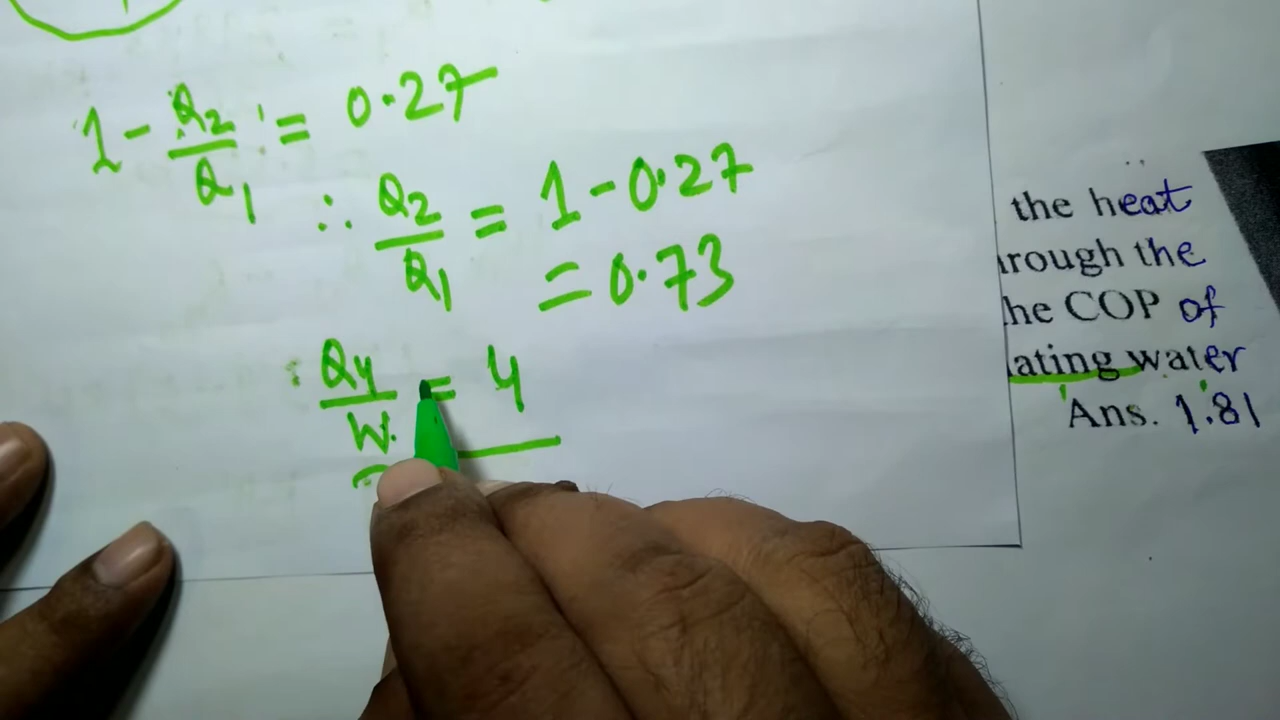 1 - Q2/Q1 = 0.27
∴ Q2/Q1 = 1 - 0.27
= 0.73
Q4/W = 4
the heat
rough the
he COP of
ating water
Ans. 1.81